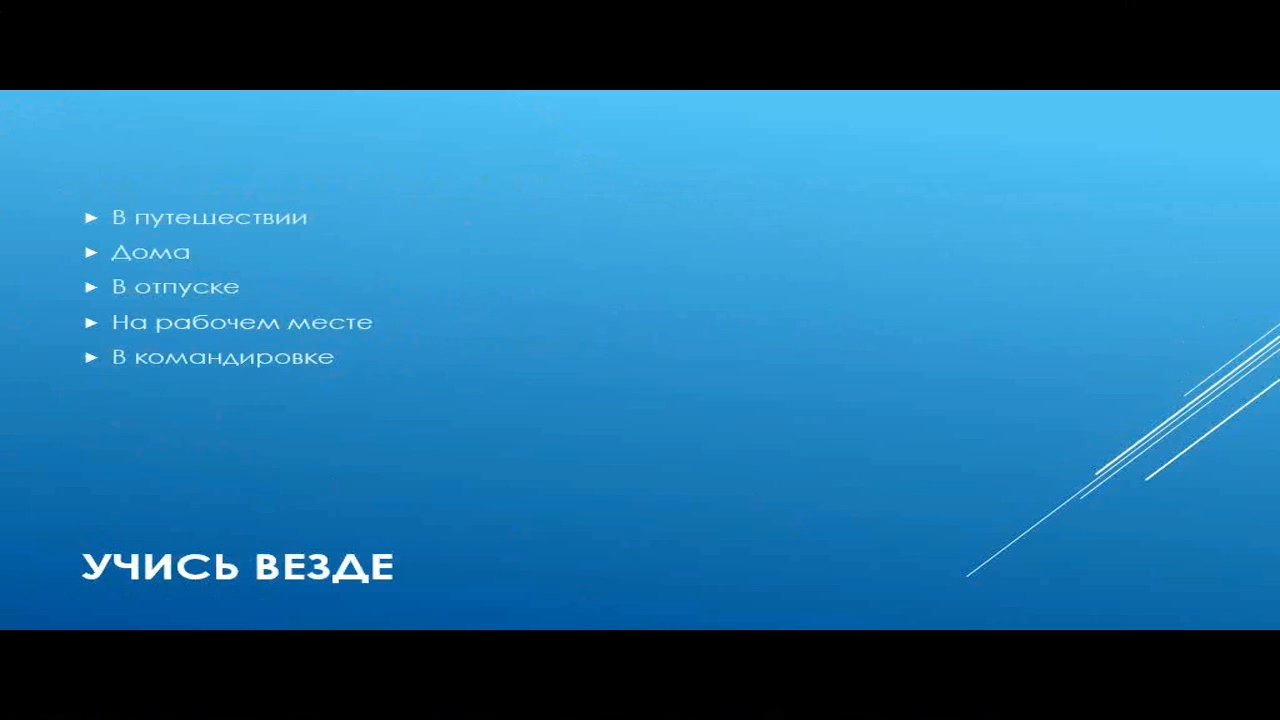 В путешествии
Дома
В отпуске
На рабочем месте
В командировке
УЧИСЬ ВЕЗДЕ